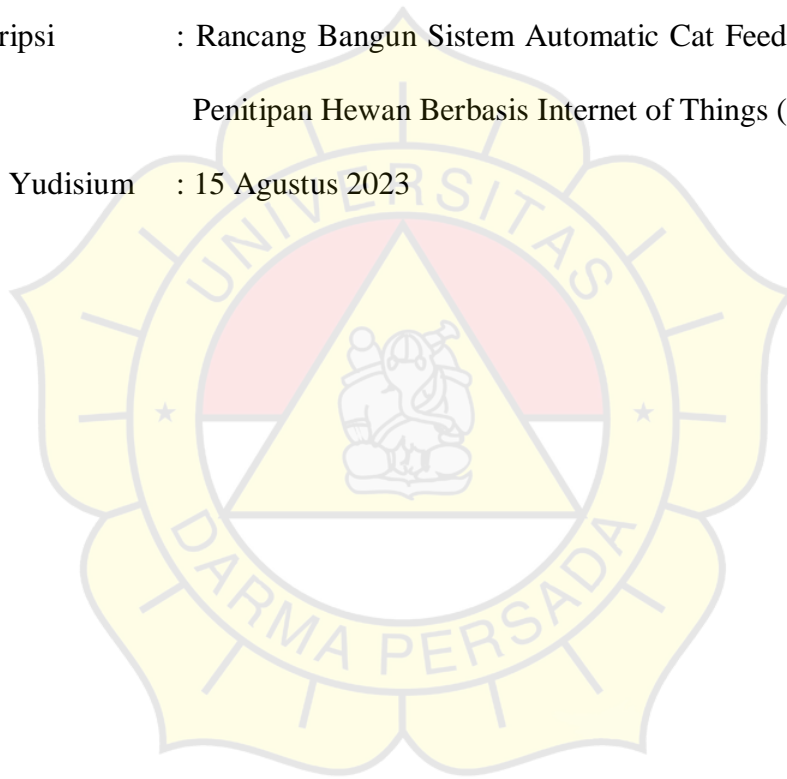 ripsi : Rancang Bangun Sistem Automatic Cat Feed
Penitipan Hewan Berbasis Internet of Things (
Yudisium : 15 Agustus 2023
UNIVERSITAS
DARMA PERSADA